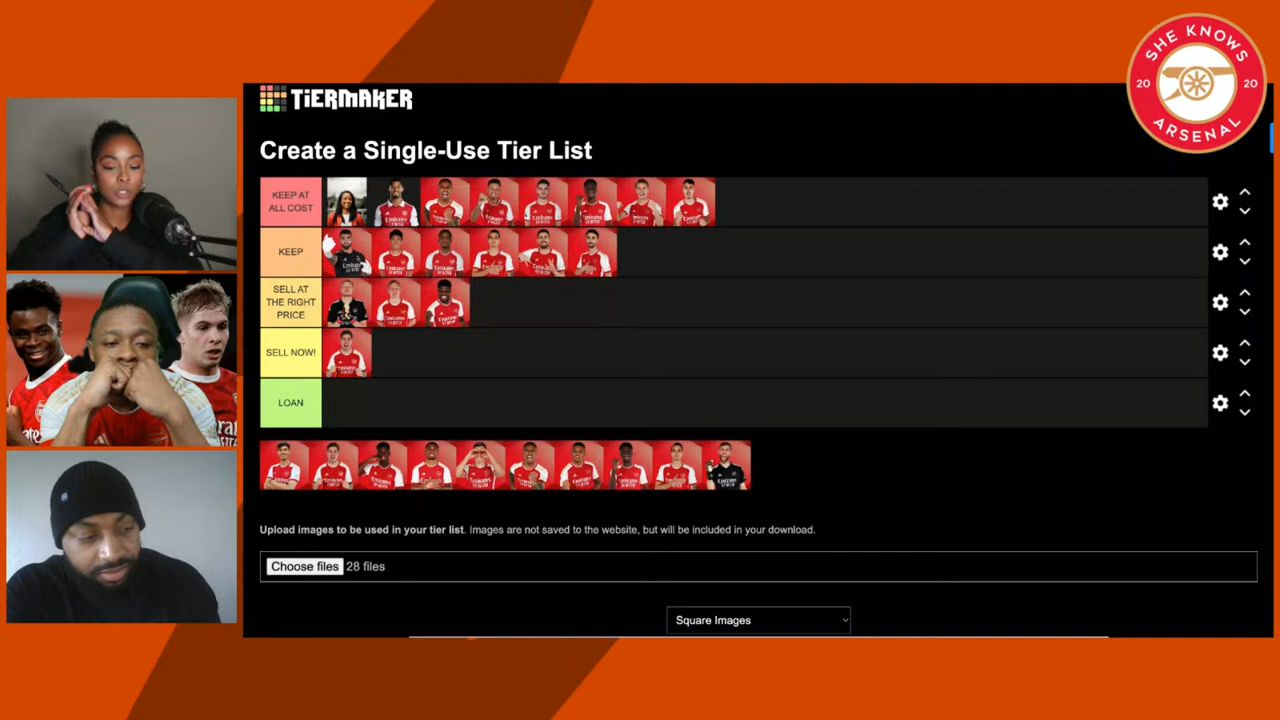 SHE KNOWS
20 20
ARSENAL
TiERMAKER
Create a Single-Use Tier List
KEEP AT
ALL COST
KEEP
SELL AT
THE RIGHT
PRICE
SELL NOW!
LOAN
Upload images to be used in your tier list. Images are not saved to the website, but will be included in your download.
Choose files 28 files
Square Images